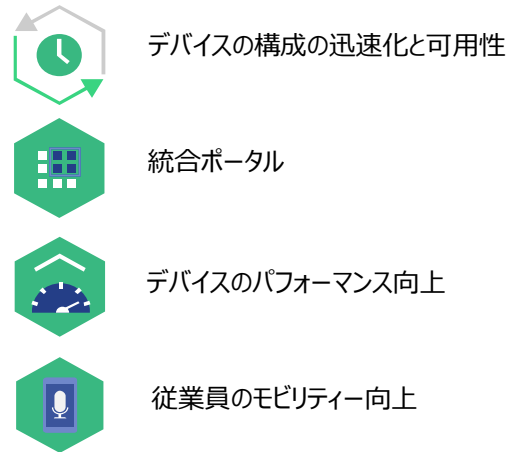 デバイスの構成の迅速化と可用性
統合ポータル
デバイスのパフォーマンス向上
従業員のモビリティー向上